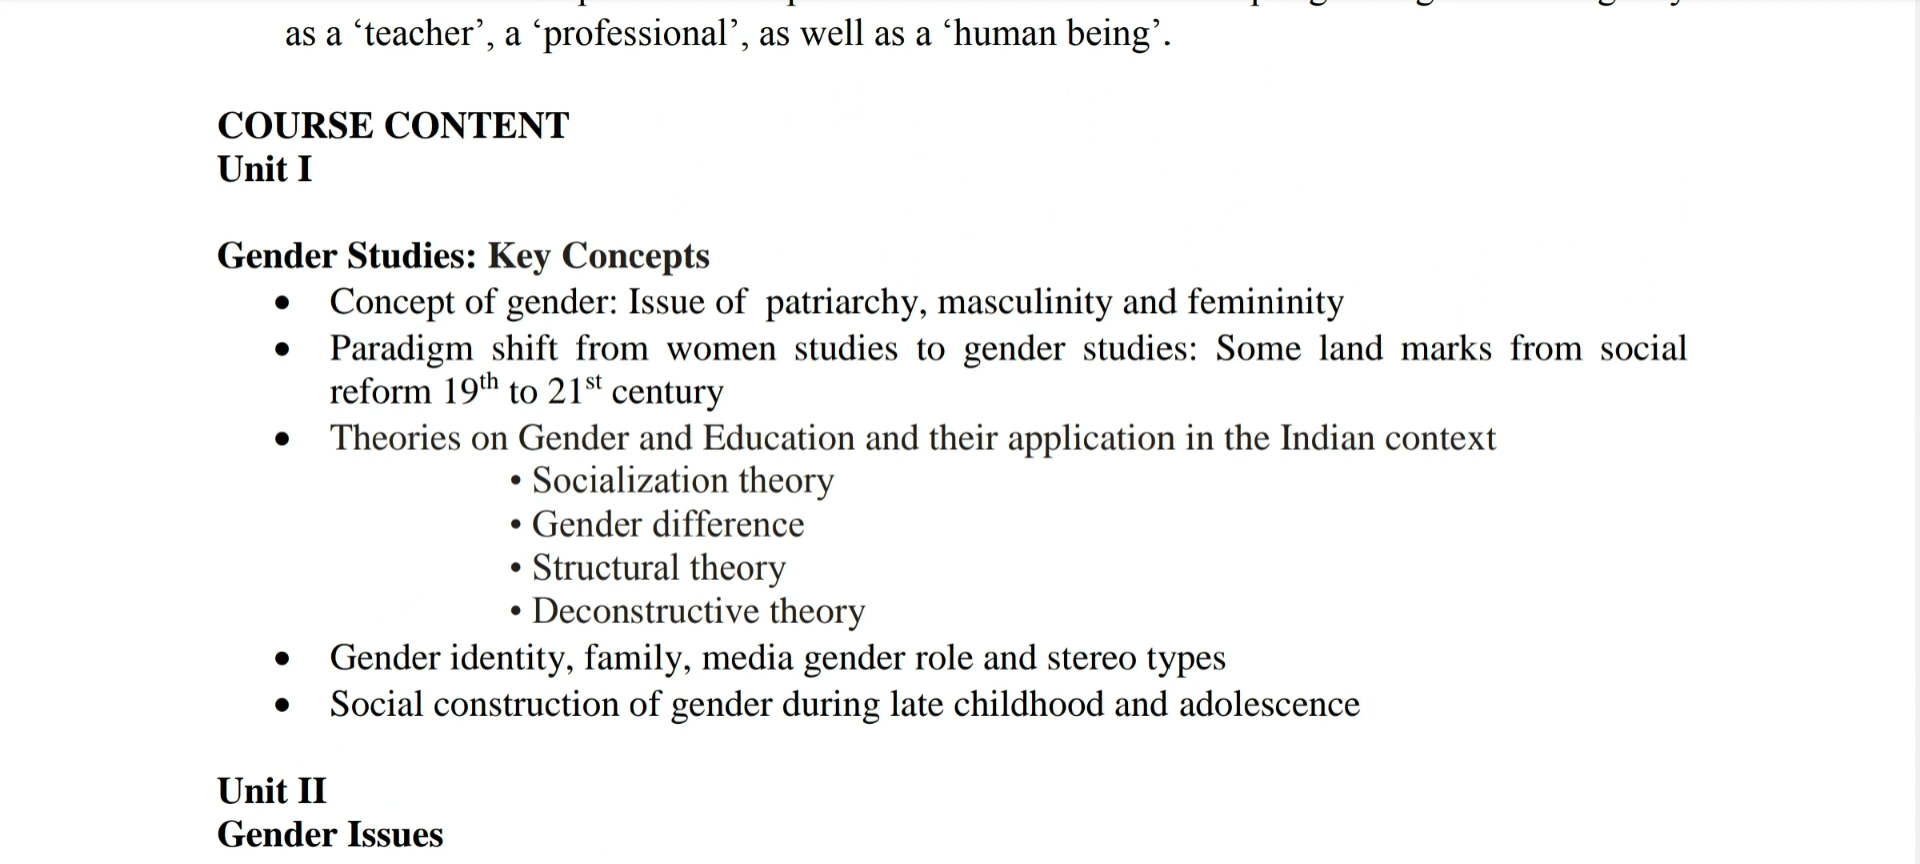 as a ‘teacher’, a ‘professional’, as well as a ‘human being’.
COURSE CONTENT
Unit I
Gender Studies: Key Concepts
• Concept of gender: Issue of patriarchy, masculinity and femininity
• Paradigm shift from women studies to gender studies: Some land marks from social
reform 19th to 21st century
• Theories on Gender and Education and their application in the Indian context
• Socialization theory
• Gender difference
• Structural theory
• Deconstructive theory
• Gender identity, family, media gender role and stereo types
• Social construction of gender during late childhood and adolescence
Unit II
Gender Issues